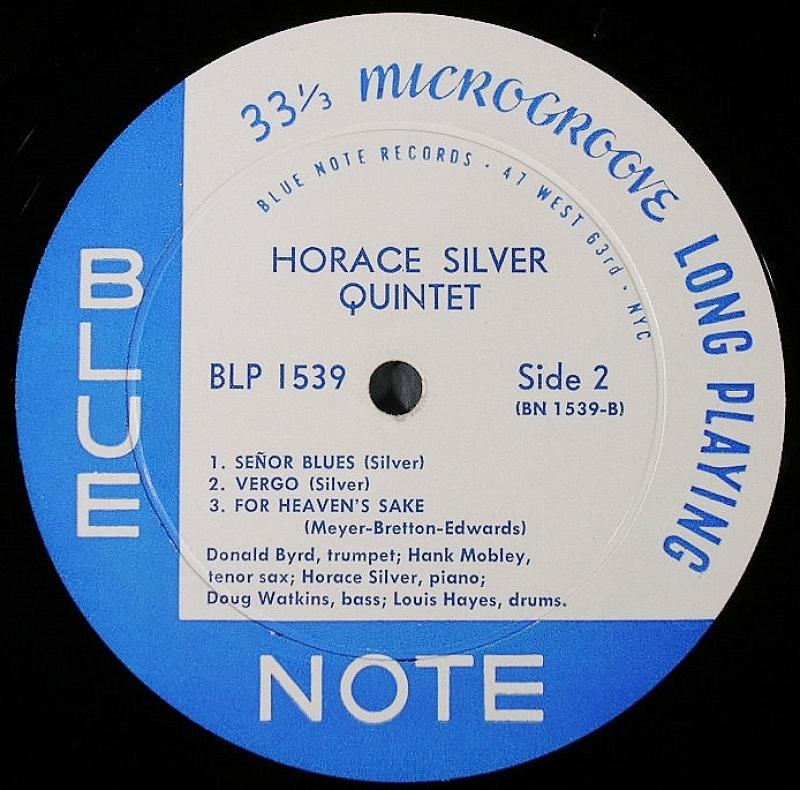 33⅓ MICROGROOVE LONG PLAYING
BLUE NOTE RECORDS · 47 WEST 63rd · NYC
HORACE SILVER
QUINTET
BLP 1539
Side 2
(BN 1539-B)
1. SEÑOR BLUES (Silver)
2. VERGO (Silver)
3. FOR HEAVEN'S SAKE
(Meyer-Bretton-Edwards)
Donald Byrd, trumpet; Hank Mobley,
tenor sax; Horace Silver, piano;
Doug Watkins, bass; Louis Hayes, drums.
BLUE
NOTE